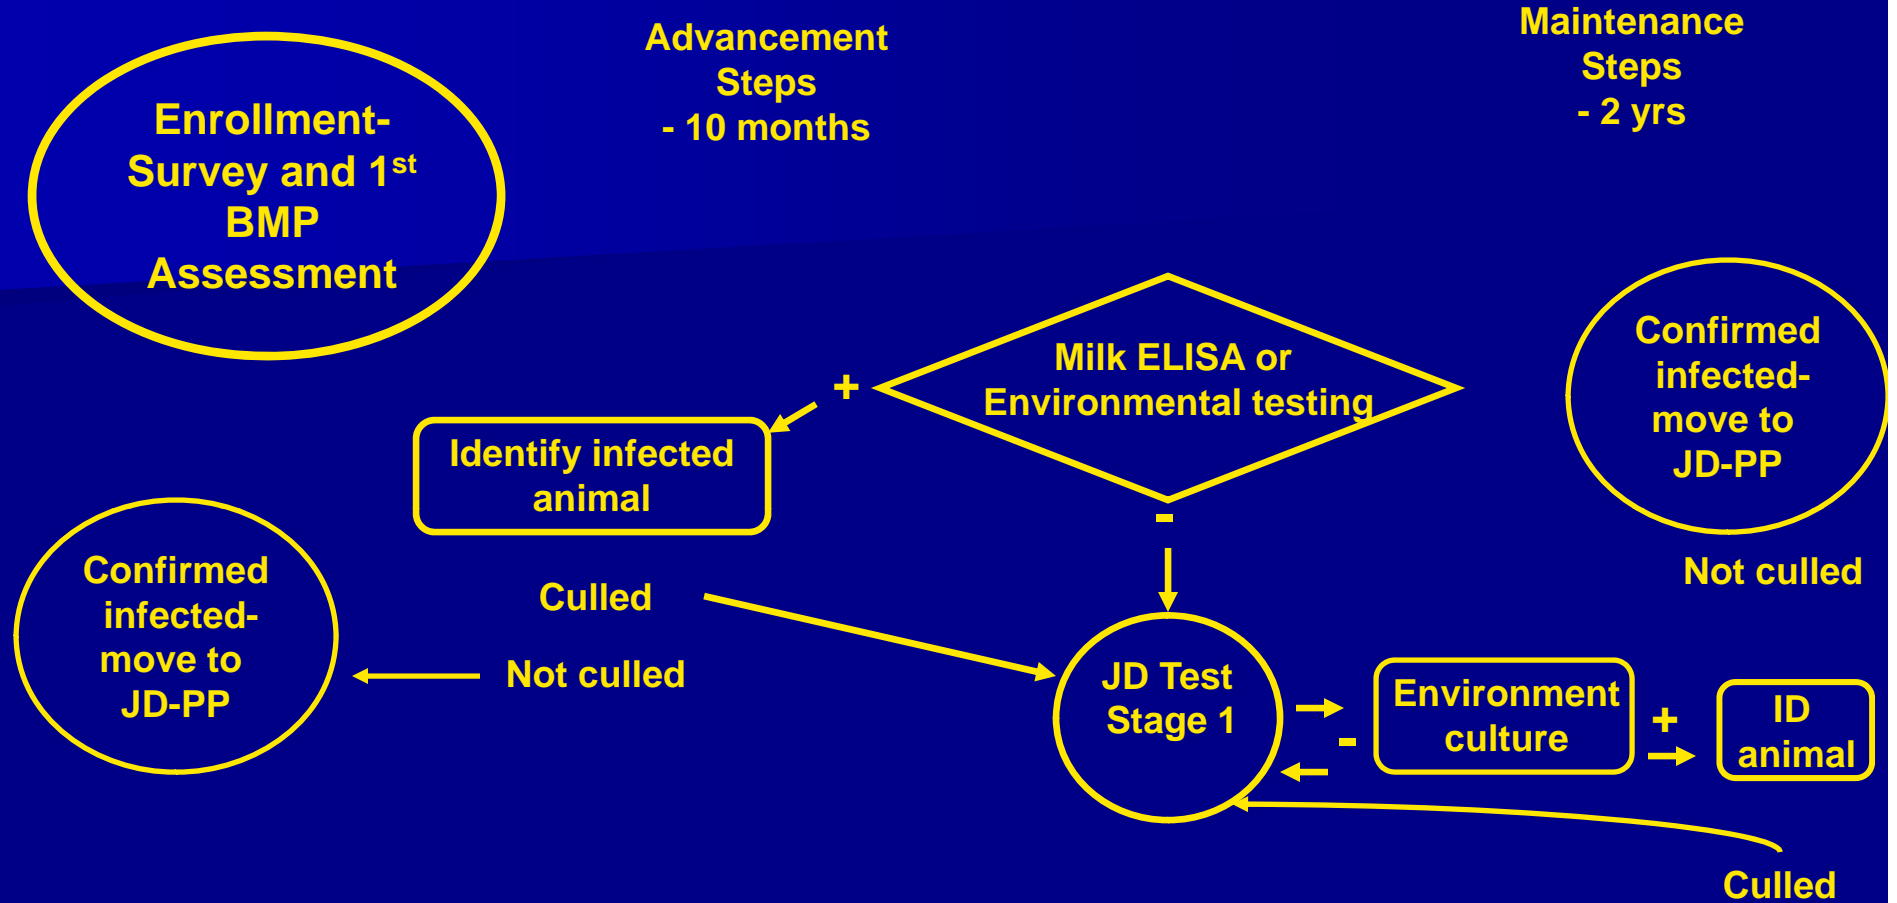 Enrollment-
Survey and 1st
BMP
Assessment
Advancement
Steps
- 10 months
Maintenance
Steps
- 2 yrs
Milk ELISA or
Environmental testing
+
-
Identify infected
animal
Confirmed
infected-
move to
JD-PP
Not culled
Confirmed
infected-
move to
JD-PP
Culled
Not culled
JD Test
Stage 1
-
Environment
culture
+
ID
animal
Culled